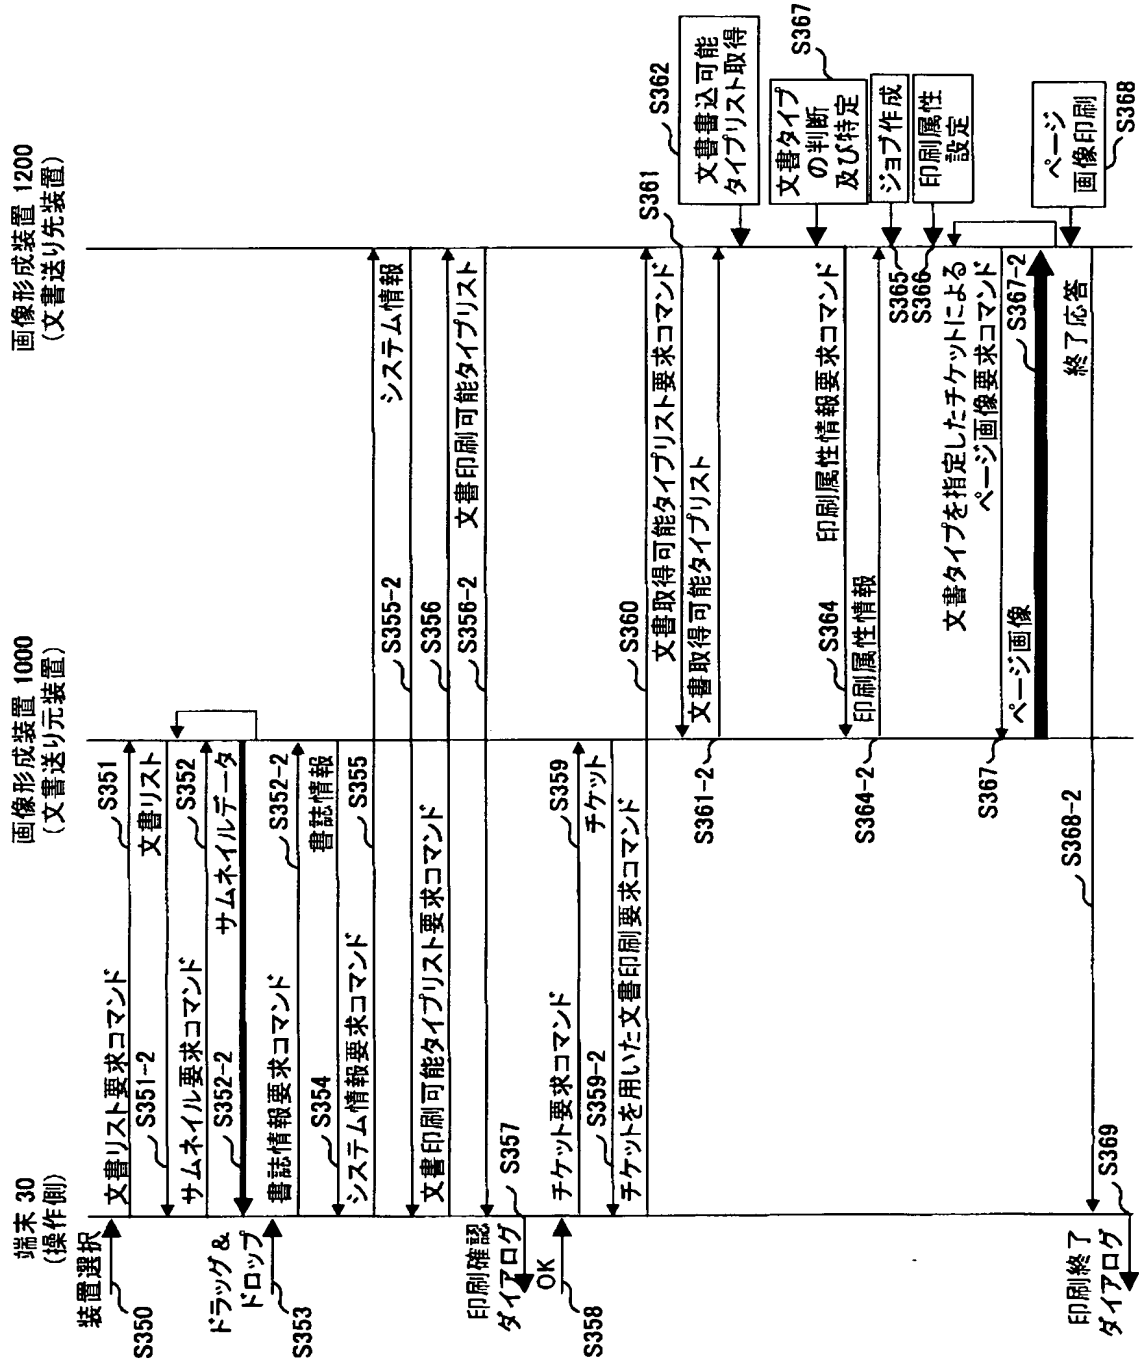 端末 30
(操作側)
画像形成装置 1000
(文書送り元装置)
画像形成装置 1200
(文書送り先装置)
装置選択
S350
文書リスト要求コマンド
S351
S351-2
文書リスト
サムネイル要求コマンド
S352
S352-2
サムネイルデータ
ドラッグ&
ドロップ
S353
書誌情報要求コマンド
S352-2
S354
書誌情報
システム情報要求コマンド
S355
S355-2
システム情報
文書印刷可能タイプリスト要求コマンド
S356
S356-2
文書印刷可能タイプリスト
印刷確認
ダイアログ
S357
OK
S358
チケット要求コマンド
S359
S359-2
チケット
チケットを用いた文書印刷要求コマンド
S360
文書取得可能タイプリスト要求コマンド
S361
S361-2
文書取得可能タイプリスト
S362
文書書込可能
タイプリスト取得
S367
文書タイプ
の判断
及び特定
S364
印刷属性情報要求コマンド
S364-2
印刷属性情報
ジョブ作成
S365
印刷属性
設定
S366
文書タイプを指定したチケットによる
ページ画像要求コマンド
S367
ページ画像
S367-2
ページ
画像印刷
S368
終了応答
S368-2
印刷終了
ダイアログ
S369